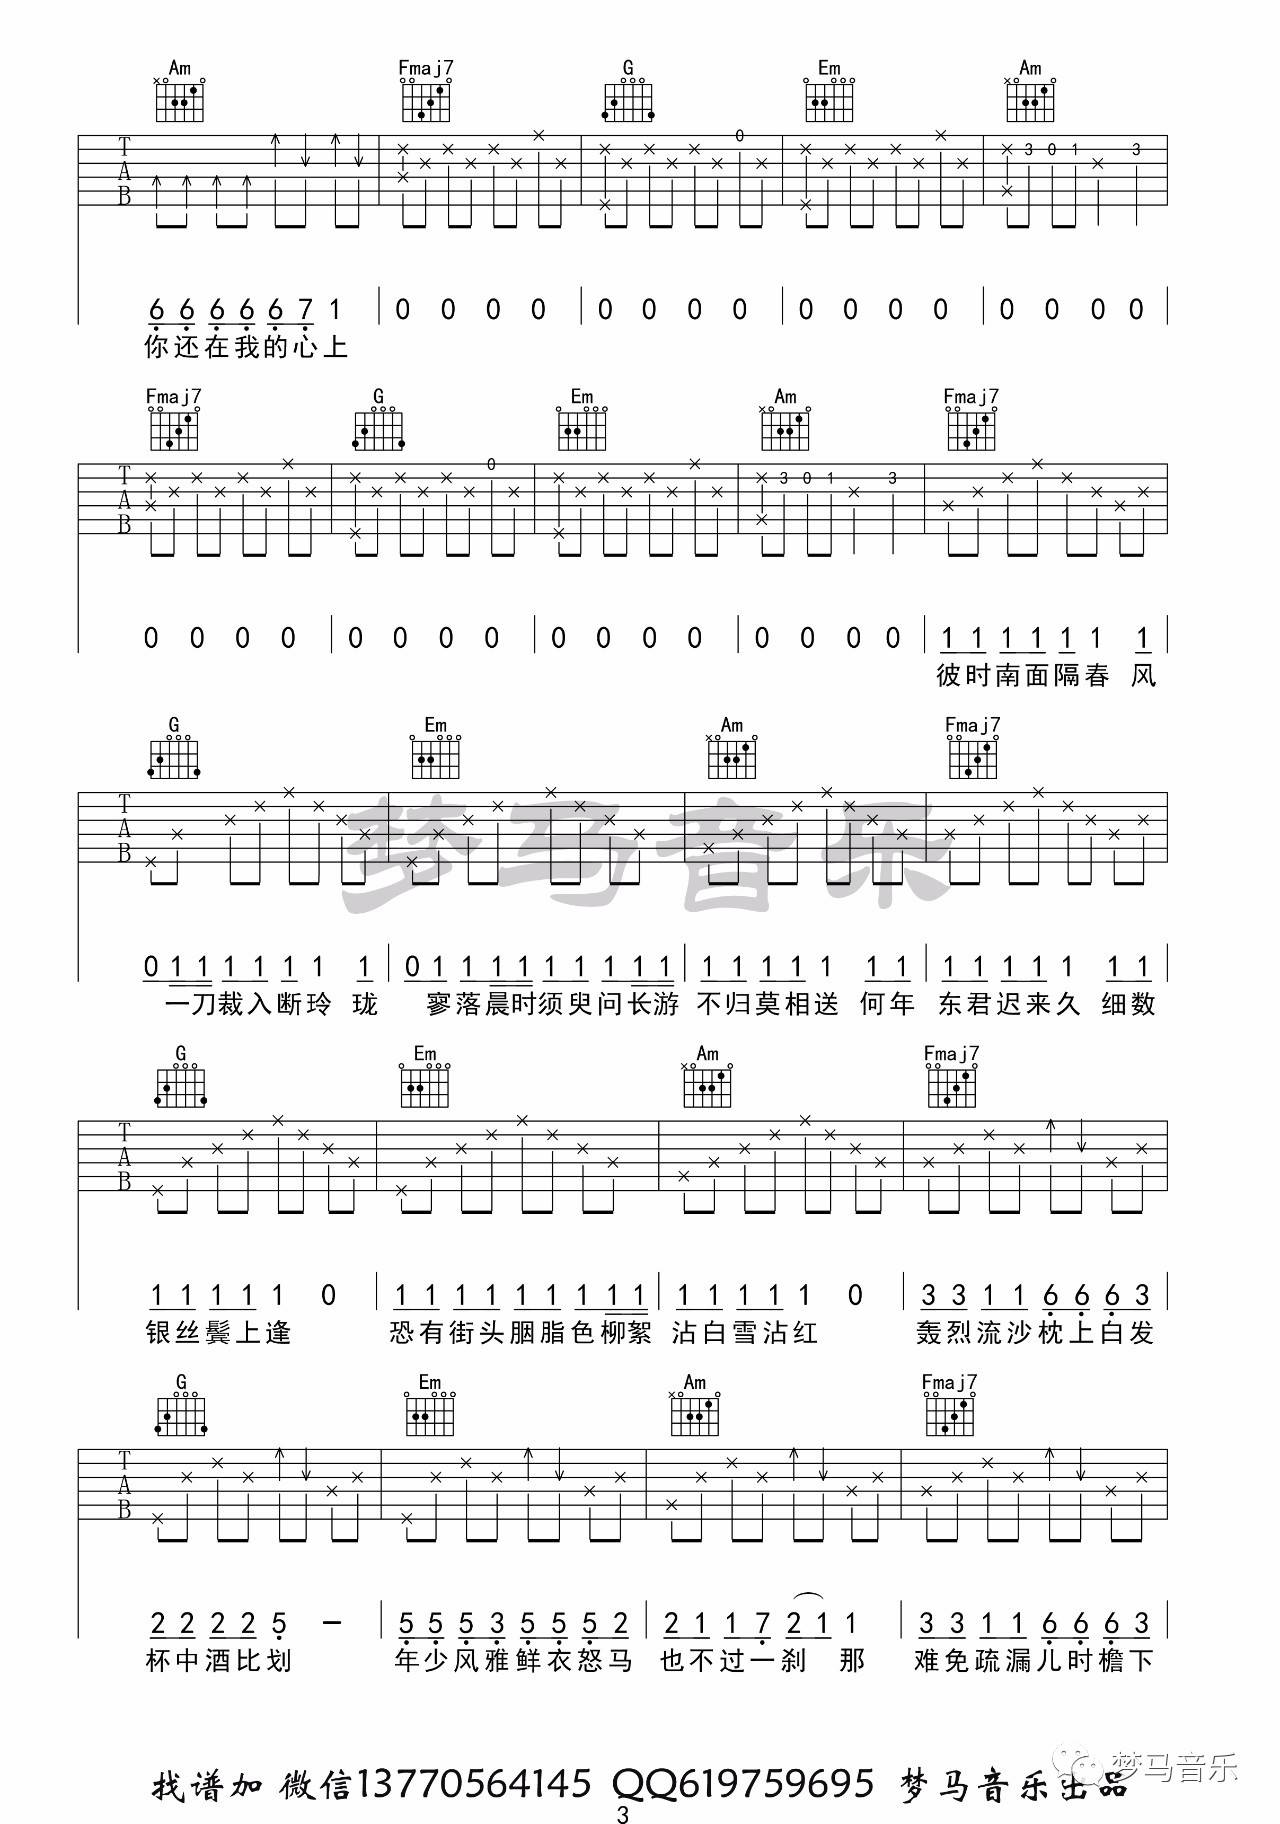 Am Fmaj7 G Em Am
T A B 0 3 0 1 3
6 6 6 6 6 7 1 0 0 0 0 0 0 0 0 0 0 0 0 0 0 0 0
你还在我的心上
Fmaj7 G Em Am Fmaj7
T A B 0 3 0 1 3
0 0 0 0 0 0 0 0 0 0 0 0 0 0 0 0 1 1 1 1 1 1 1
彼时南面隔春 风
G Em Am Fmaj7
T A B
梦马音乐
0 1 1 1 1 1 1 1 0 1 1 1 1 1 1 1 1 1 1 1 1 1 1 1 1 1 1 1 1 1 1 1 1
一刀裁入断玲 珑 寥落晨时须臾问长游 不归莫相送 何年 东君迟来久 细数
G Em Am Fmaj7
T A B
1 1 1 1 1 0 1 1 1 1 1 1 1 1 1 1 1 1 1 1 0 3 3 1 1 6 6 6 3
银丝鬓上逢 恐有街头胭脂色柳絮 沾白雪沾红 轰烈流沙枕上白发
G Em Am Fmaj7
T A B
2 2 2 2 5 - 5 5 5 3 5 5 5 2 2 1 1 7 2 1 1 3 3 1 1 6 6 6 3
杯中酒比划 年少风雅鲜衣怒马 也不过一刹 那 难免疏漏儿时檐下
梦马音乐
找谱加 微信13770564145 QQ619759695 梦马音乐出品
3